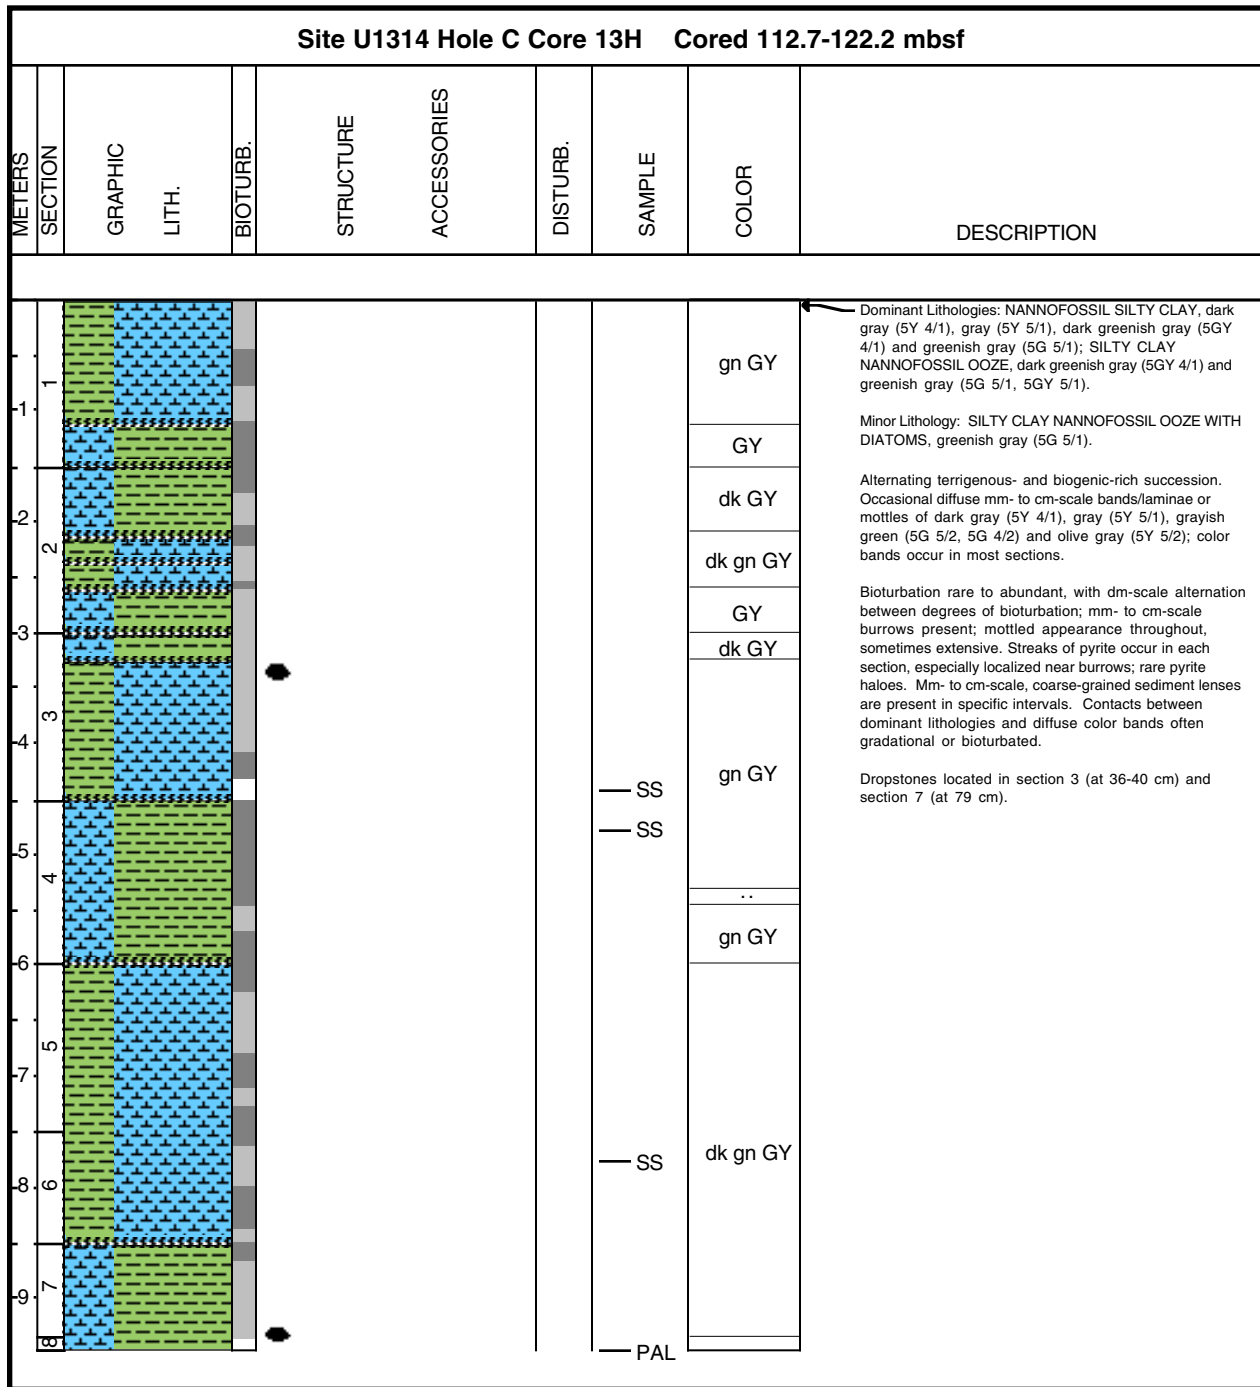 Site U1314 Hole C Core 13H Cored 112.7-122.2 mbsf
METERS
SECTION
GRAPHIC
LITH.
BIOTURB.
STRUCTURE
ACCESSORIES
DISTURB.
SAMPLE
COLOR
DESCRIPTION
1
2
3
4
5
6
7
8
9
1
2
3
4
5
6
7
8
SS
SS
SS
PAL
gn GY
GY
dk GY
dk gn GY
GY
dk GY
gn GY
..
gn GY
dk gn GY
Dominant Lithologies: NANNOFOSSIL SILTY CLAY, dark
gray (5Y 4/1), gray (5Y 5/1), dark greenish gray (5GY
4/1) and greenish gray (5G 5/1); SILTY CLAY
NANNOFOSSIL OOZE, dark greenish gray (5GY 4/1) and
greenish gray (5G 5/1, 5GY 5/1).
Minor Lithology: SILTY CLAY NANNOFOSSIL OOZE WITH
DIATOMS, greenish gray (5G 5/1).
Alternating terrigenous- and biogenic-rich succession.
Occasional diffuse mm- to cm-scale bands/laminae or
mottles of dark gray (5Y 4/1), gray (5Y 5/1), grayish
green (5G 5/2, 5G 4/2) and olive gray (5Y 5/2); color
bands occur in most sections.
Bioturbation rare to abundant, with dm-scale alternation
between degrees of bioturbation; mm- to cm-scale
burrows present; mottled appearance throughout,
sometimes extensive. Streaks of pyrite occur in each
section, especially localized near burrows; rare pyrite
haloes. Mm- to cm-scale, coarse-grained sediment lenses
are present in specific intervals. Contacts between
dominant lithologies and diffuse color bands often
gradational or bioturbated.
Dropstones located in section 3 (at 36-40 cm) and
section 7 (at 79 cm).